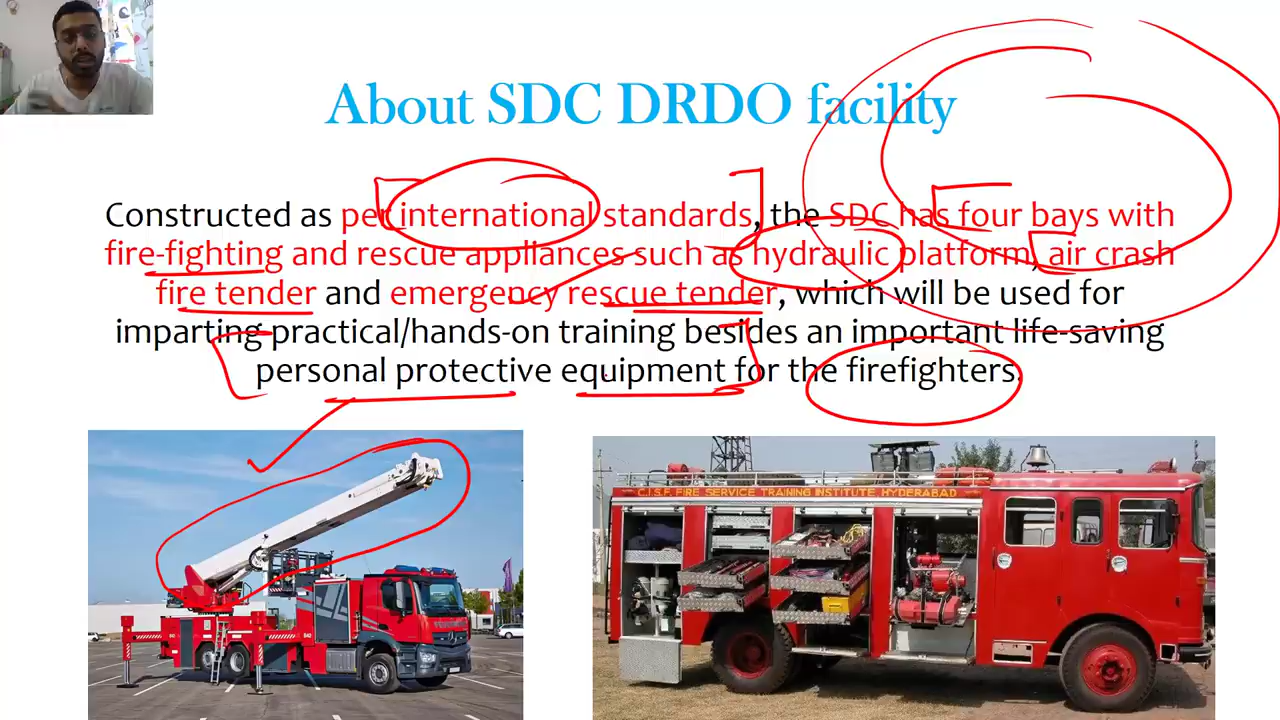 About SDC DRDO facility
Constructed as per international standards, the SDC has four bays with
fire-fighting and rescue appliances such as hydraulic platform, air crash
fire tender and emergency rescue tender, which will be used for
imparting practical/hands-on training besides an important life-saving
personal protective equipment for the firefighters.
C.I.S.F. FIRE SERVICE TRAINING INSTITUTE HYDERABAD